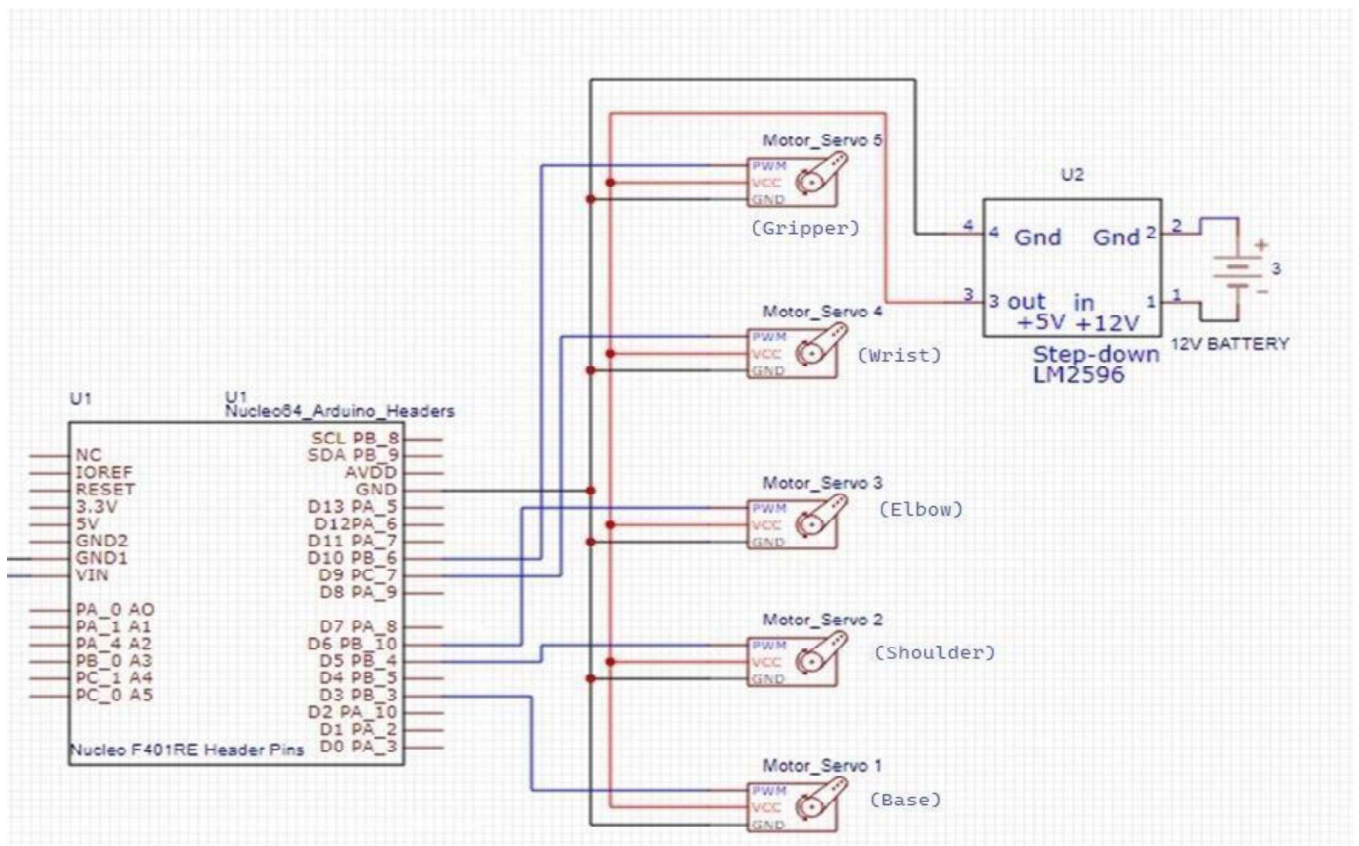 Motor_Servo 5
PWM
VCC
GND
(Gripper)
U2
4 4 Gnd Gnd 2 2
3 3 out in 1 1
+5V +12V
Step-down
LM2596
+
3
-
12V BATTERY
Motor_Servo 4
PWM
VCC
GND
(Wrist)
U1
U1
Nucleo64_Arduino_Headers
NC
IOREF
RESET
3.3V
5V
GND2
GND1
VIN
PA_0 A0
PA_1 A1
PA_4 A2
PB_0 A3
PC_1 A4
PC_0 A5
SCL PB_8
SDA PB_9
AVDD
GND
D13 PA_5
D12PA_6
D11 PA_7
D10 PB_6
D9 PC_7
D8 PA_9
D7 PA_8
D6 PB_10
D5 PB_4
D4 PB_5
D3 PB_3
D2 PA_10
D1 PA_2
D0 PA_3
Nucleo F401RE Header Pins
Motor_Servo 3
PWM
VCC
GND
(Elbow)
Motor_Servo 2
PWM
VCC
GND
(Shoulder)
Motor_Servo 1
PWM
VCC
GND
(Base)